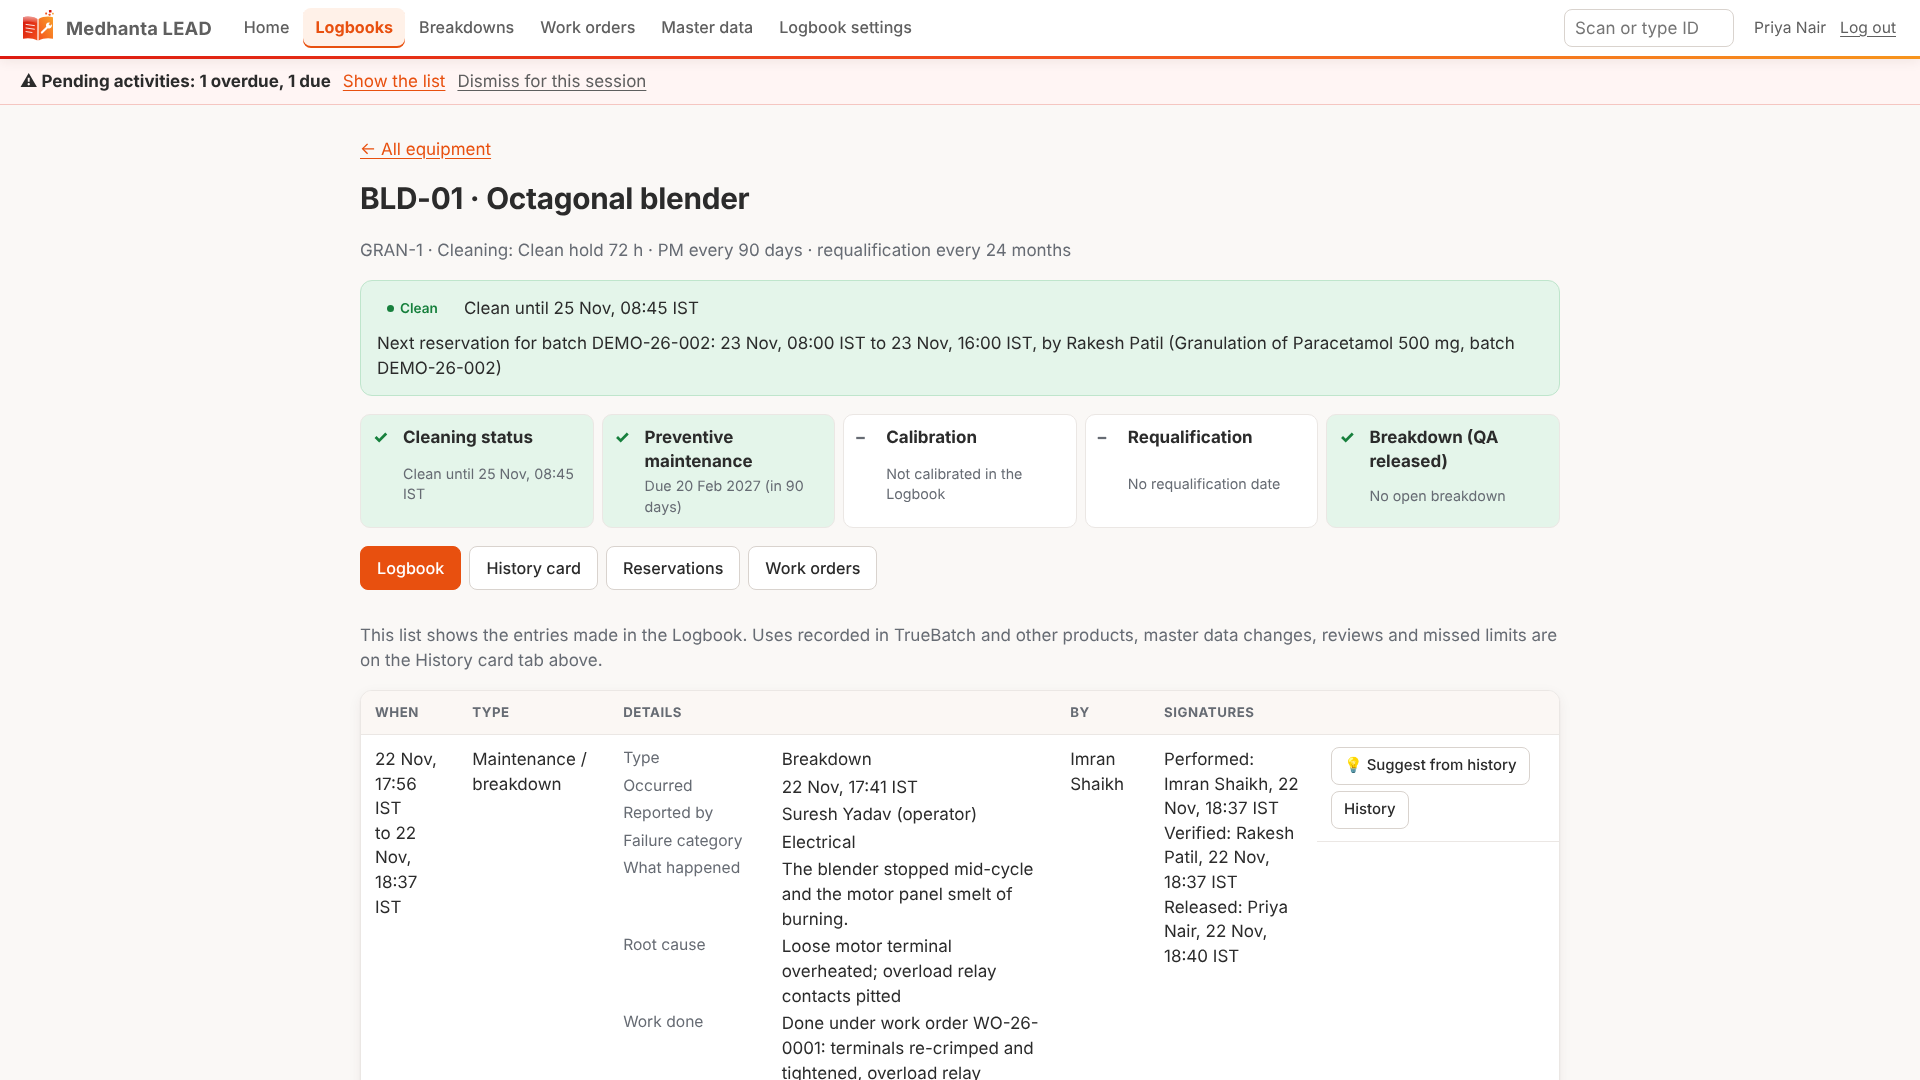 Medhanta LEAD
Home
Logbooks
Breakdowns
Work orders
Master data
Logbook settings
Scan or type ID
Priya Nair
Log out
⚠ Pending activities: 1 overdue, 1 due
Show the list
Dismiss for this session
← All equipment
BLD-01 · Octagonal blender
GRAN-1 · Cleaning: Clean hold 72 h · PM every 90 days · requalification every 24 months
Clean
Clean until 25 Nov, 08:45 IST
Next reservation for batch DEMO-26-002: 23 Nov, 08:00 IST to 23 Nov, 16:00 IST, by Rakesh Patil (Granulation of Paracetamol 500 mg, batch
DEMO-26-002)
✓ Cleaning status
Clean until 25 Nov, 08:45
IST
✓ Preventive
maintenance
Due 20 Feb 2027 (in 90
days)
– Calibration
Not calibrated in the
Logbook
– Requalification
No requalification date
✓ Breakdown (QA
released)
No open breakdown
Logbook
History card
Reservations
Work orders
This list shows the entries made in the Logbook. Uses recorded in TrueBatch and other products, master data changes, reviews and missed limits are
on the History card tab above.
WHEN
TYPE
DETAILS
BY
SIGNATURES
22 Nov,
17:56
IST
to 22
Nov,
18:37
IST
Maintenance /
breakdown
Type
Breakdown
Occurred
22 Nov, 17:41 IST
Reported by
Suresh Yadav (operator)
Failure category
Electrical
What happened
The blender stopped mid-cycle
and the motor panel smelt of
burning.
Root cause
Loose motor terminal
overheated; overload relay
contacts pitted
Work done
Done under work order WO-26-
0001: terminals re-crimped and
tightened, overload relay
Imran
Shaikh
Performed:
Imran Shaikh, 22
Nov, 18:37 IST
Verified: Rakesh
Patil, 22 Nov,
18:37 IST
Released: Priya
Nair, 22 Nov,
18:40 IST
💡 Suggest from history
History